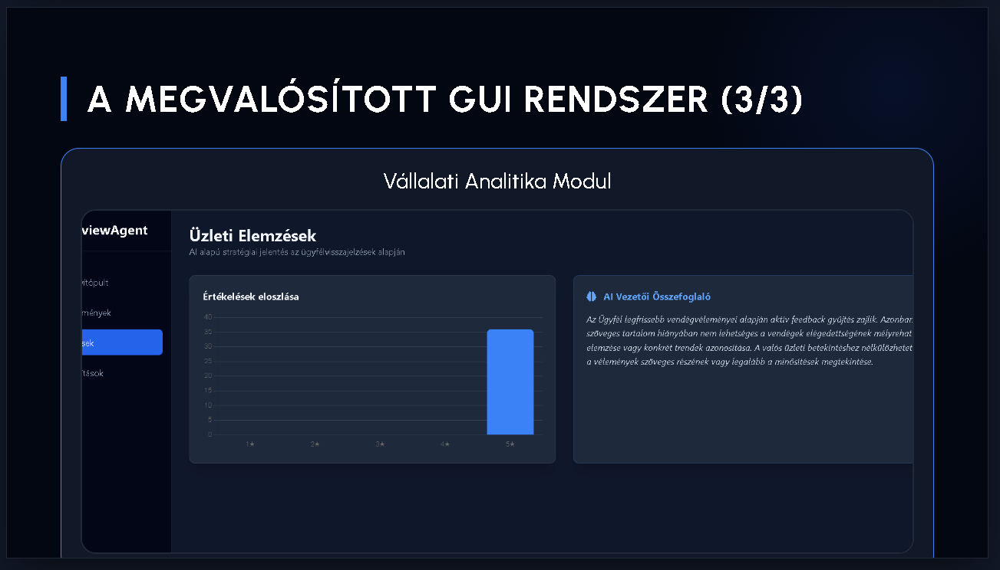 A MEGVALÓSÍTOTT GUI RENDSZER (3/3)
Vállalati Analitika Modul
viewAgent
ítópult
mények
sek
ítások
Üzleti Elemzések
AI alapú stratégiai jelentés az ügyfélvisszajelzések alapján
Értékelések eloszlása
40
35
30
25
20
15
10
5
0
1★ 2★ 3★ 4★ 5★
AI Vezetői Összefoglaló
Az Ügyfél legfrissebb vendégvéleményei alapján aktív feedback gyűjtés zajlik. Azonban
szöveges tartalom hiányában nem lehetséges a vendégek elégedettségének mélyrehat
elemzése vagy konkrét trendek azonosítása. A valós üzleti betekintéshez nélkülözhetet
a vélemények szöveges részének vagy legalább a minősítések megtekintése.